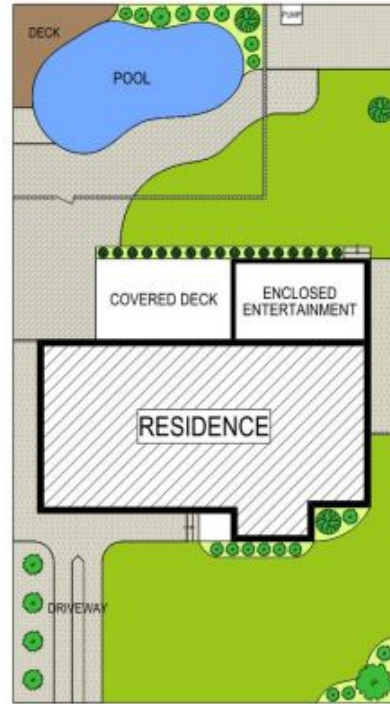 DECK
PUMP
POOL
COVERED DECK
ENCLOSED
ENTERTAINMENT
RESIDENCE
DRIVEWAY